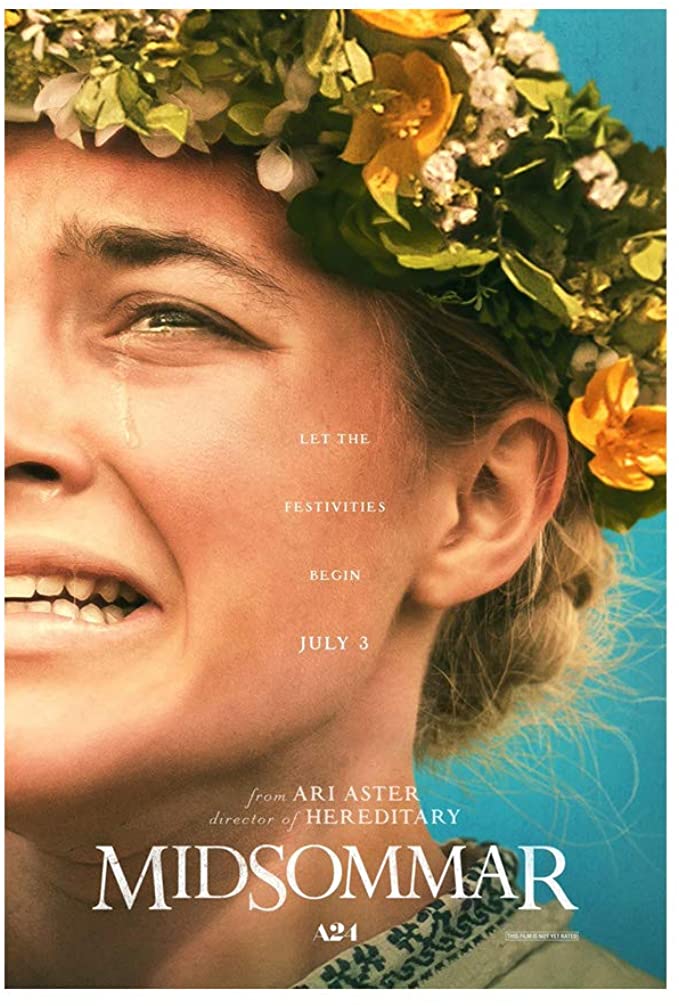 LET THE
FESTIVITIES
BEGIN
JULY 3
from ARI ASTER
director of HEREDITARY
MIDSOMMAR
A24
THIS FILM IS NOT YET RATED